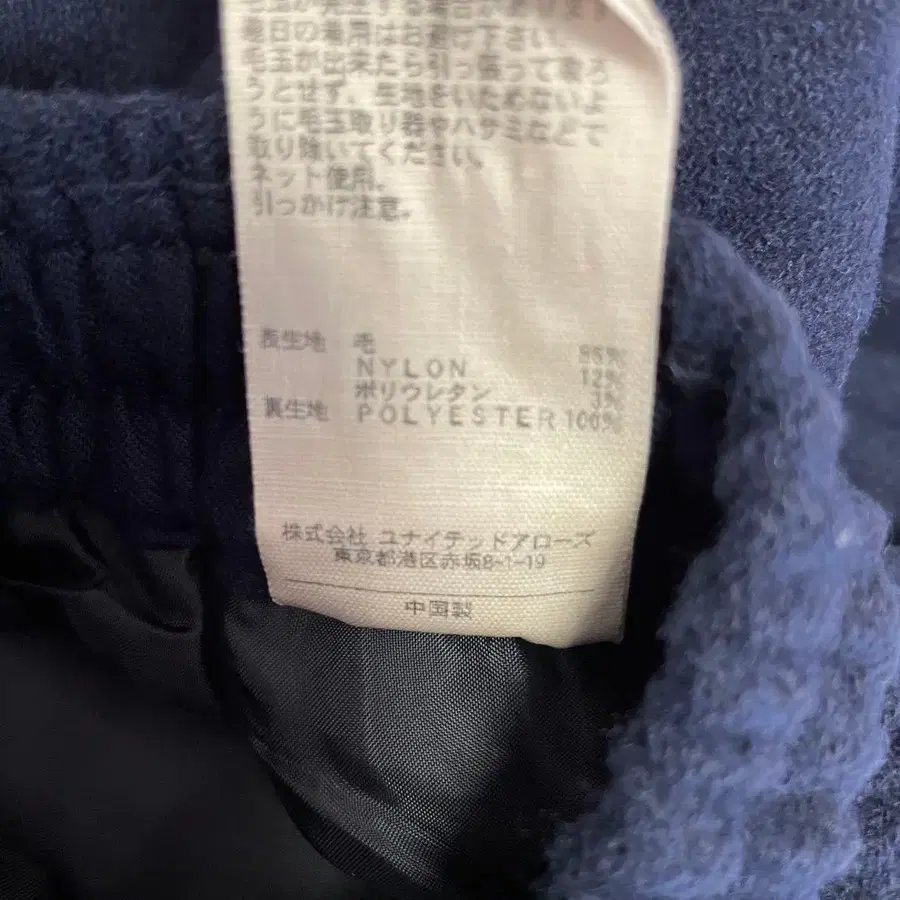 連日の着用はお避け下さい。
毛玉が出来たら引っ張って取ろ
うとせず、生地をいためないよ
うに毛玉取り器やハサミなどで
取り除いてください。
ネット使用。
引っかけ注意。
表生地 毛
NYLON 12%
ポリウレタン 3%
裏生地 POLYESTER 100%
株式会社 ユナイテッドアローズ
東京都港区赤坂8-1-19
中国製